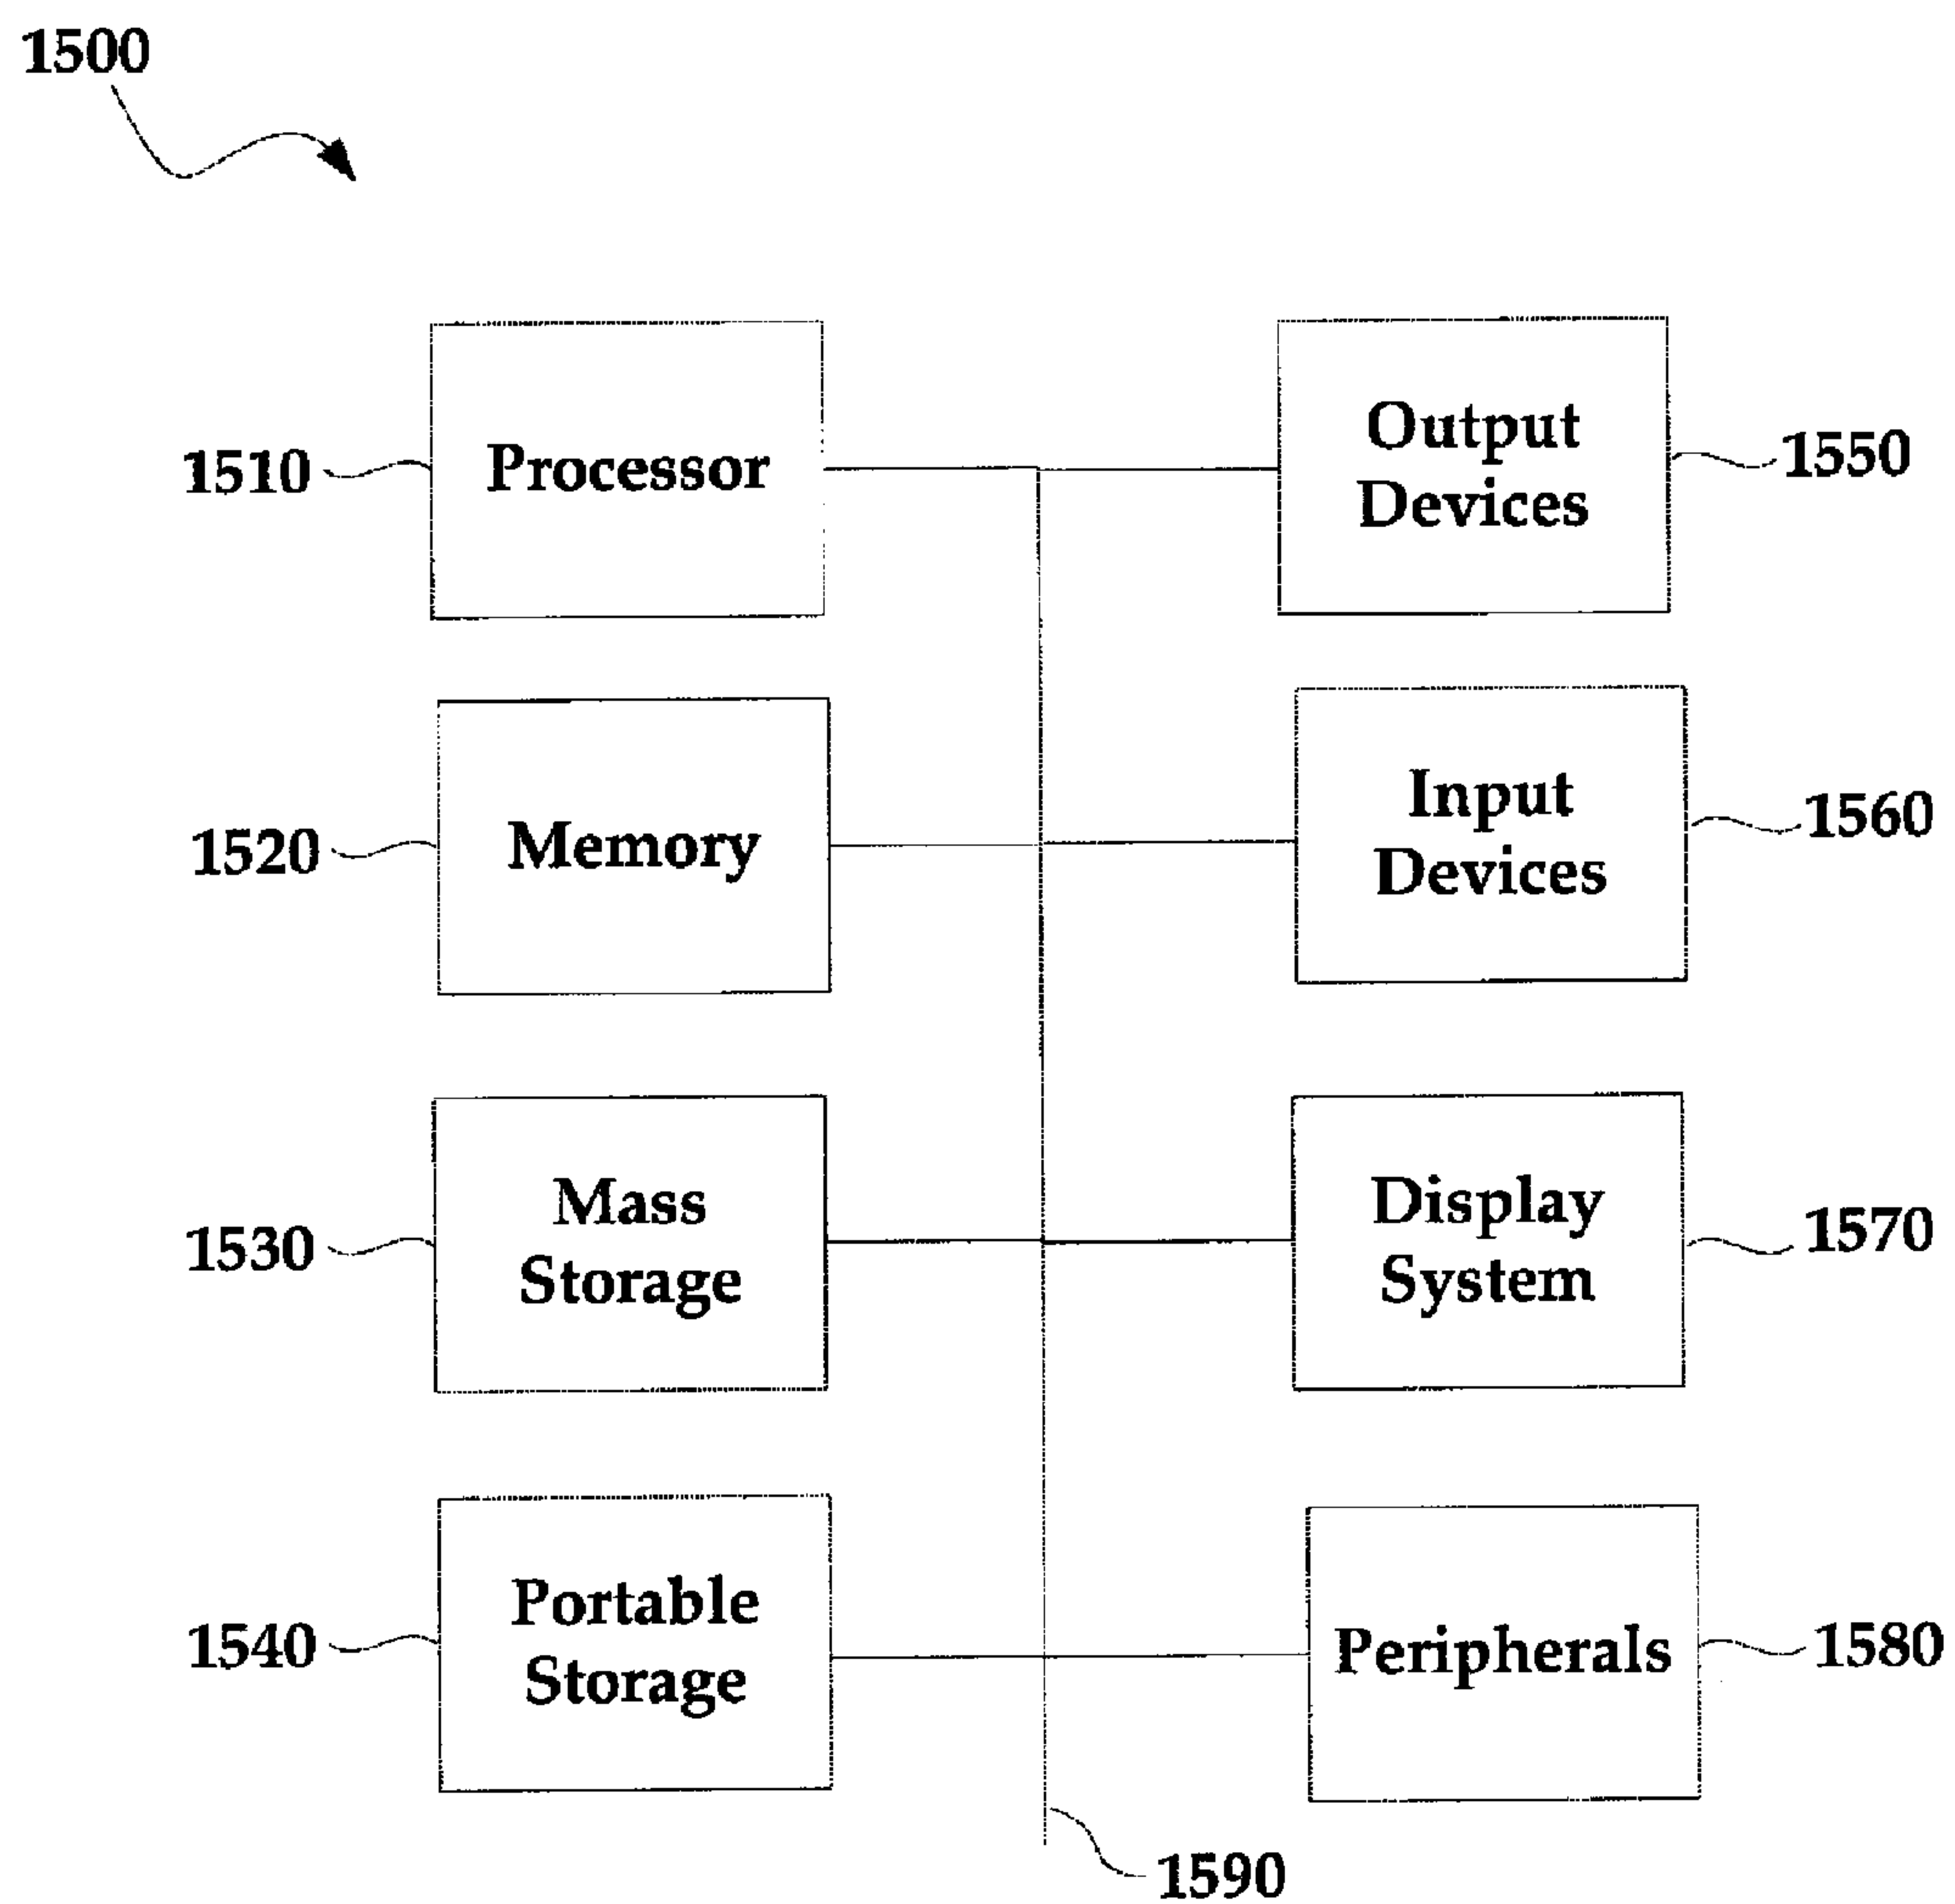 1500
1510
Processor
Output
Devices
1550
1520
Memory
Input
Devices
1560
1530
Mass
Storage
Display
System
1570
1540
Portable
Storage
Peripherals
1580
1590